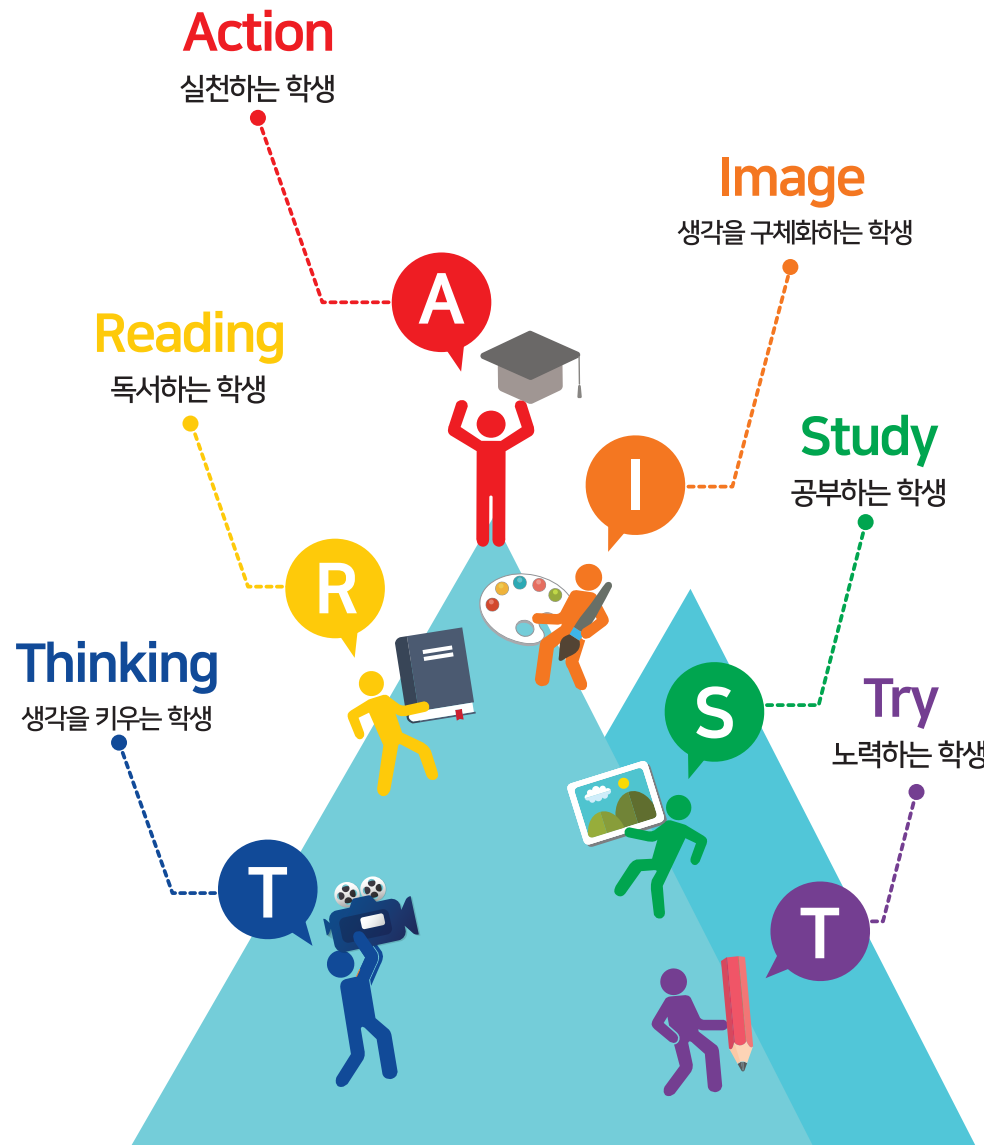 Action
실천하는 학생
Image
생각을 구체화하는 학생
A
Reading
독서하는 학생
Study
공부하는 학생
I
R
Thinking
생각을 키우는 학생
Try
노력하는 학생
S
T
T